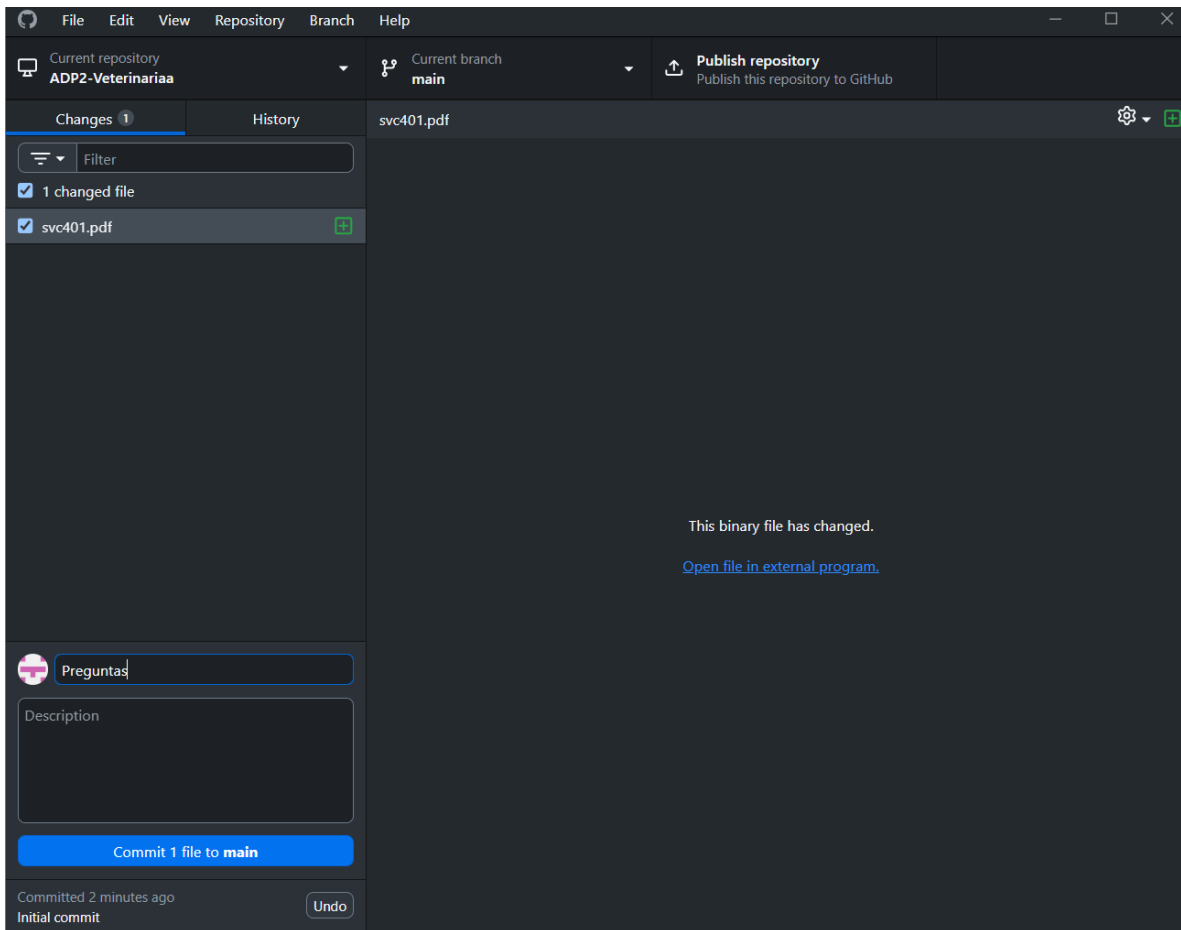 File Edit View Repository Branch Help
Current repository
ADP2-Veterinariaa
Current branch
main
Publish repository
Publish this repository to GitHub
Changes 1 History
svc401.pdf
Filter
1 changed file
svc401.pdf
This binary file has changed.
Open file in external program.
Preguntas
Description
Commit 1 file to main
Committed 2 minutes ago
Initial commit
Undo